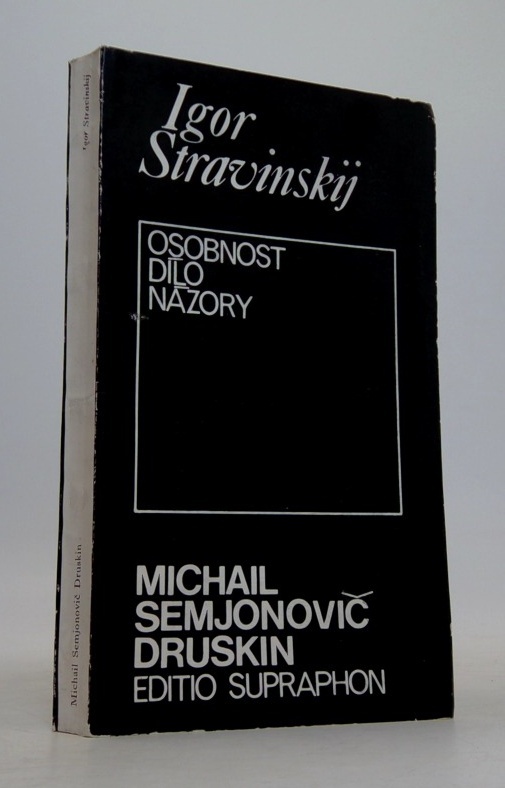 Igor
Stravinskij
OSOBNOST
DÍLO
NÁZORY
MICHAIL
SEMJONOVIČ
DRUSKIN
EDITIO SUPRAPHON
Igor Stravinskij
Michail Semjonovič Druskin